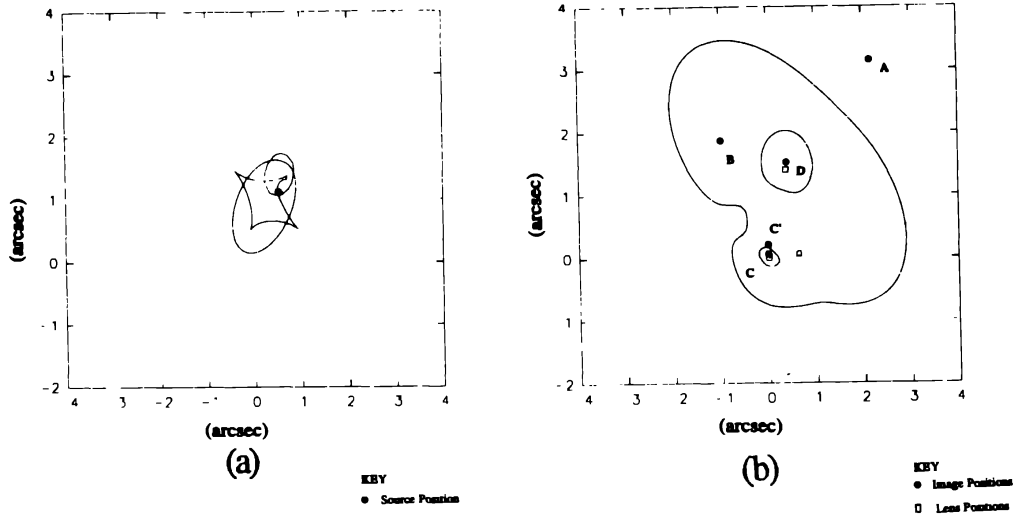 4
3
2
1
0
1
-2
4 3 -2 -1 0 1 2 3 4
(arcsec)
(arcsec)
(a)
KEY
● Source Position
4
3
2
1
0
1
-2
4 3 2 1 0 1 2 3 4
(arcsec)
(arcsec)
A
B
D
C'
C
(b)
KEY
● Image Positions
□ Lens Positions